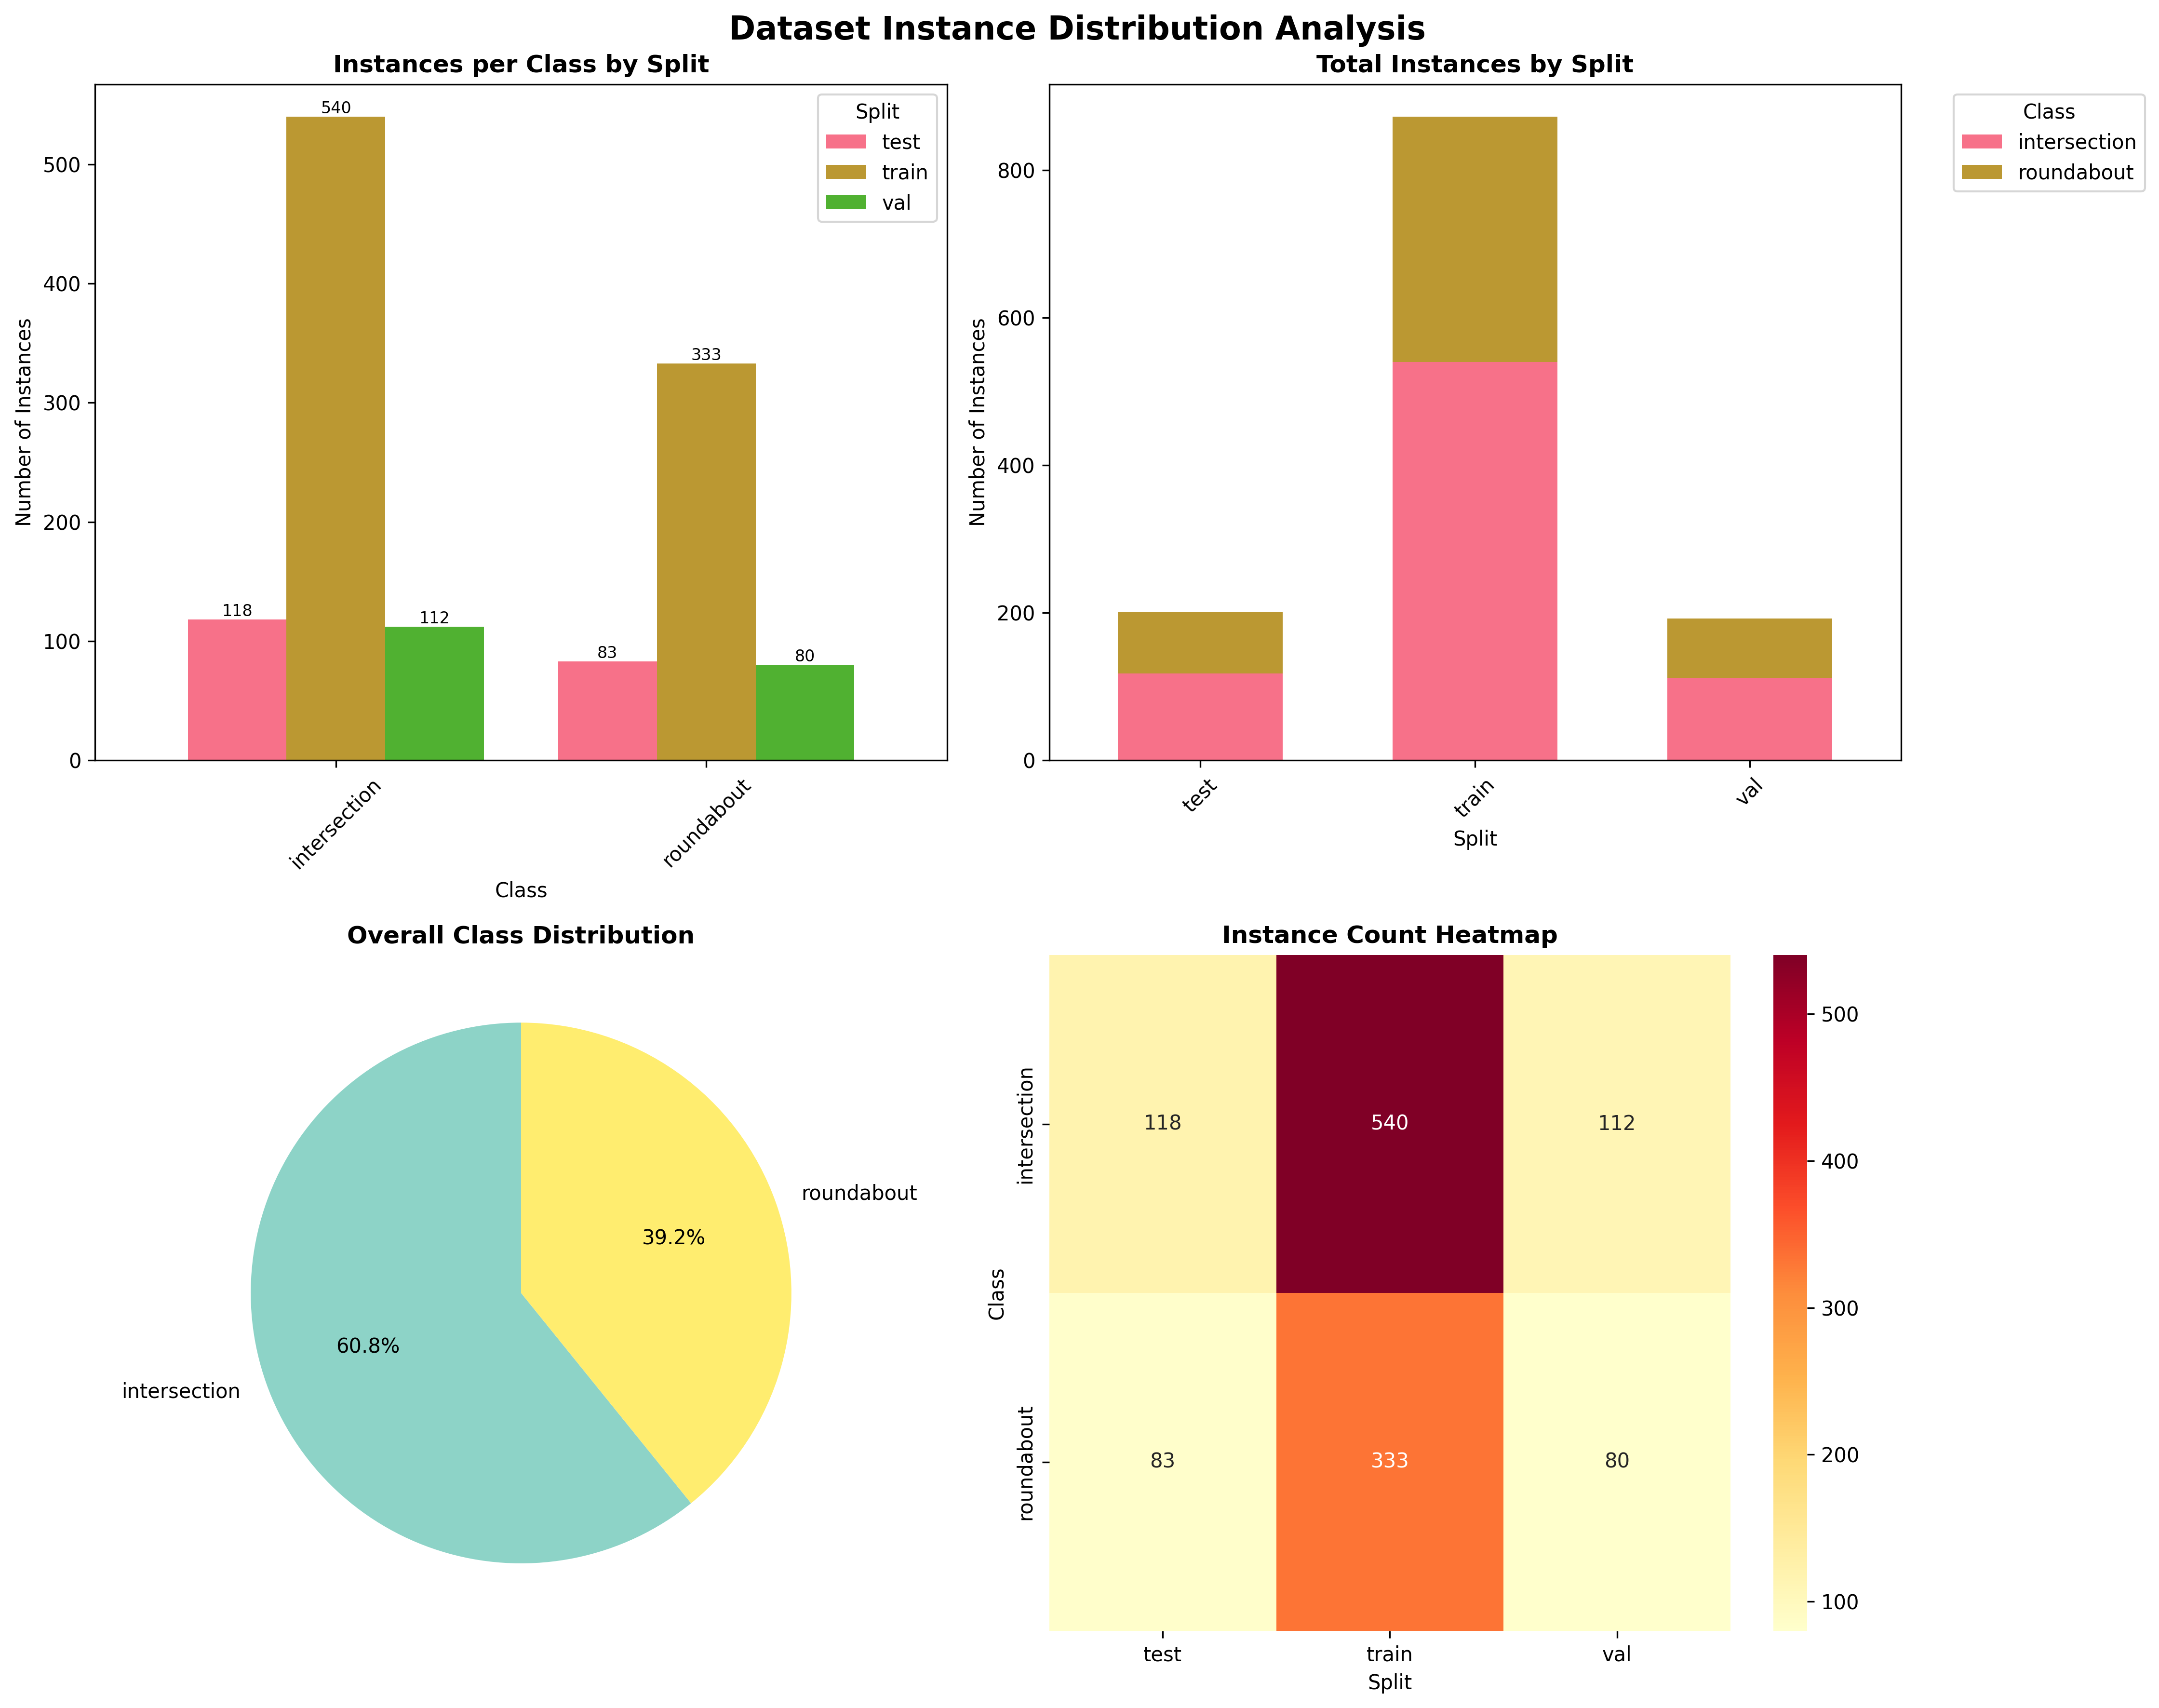 Dataset Instance Distribution Analysis
Instances per Class by Split
540
118
112
333
83
80
500
400
300
200
100
0
Number of Instances
intersection
roundabout
Class
Split
test
train
val
Total Instances by Split
800
600
400
200
0
Number of Instances
test
train
val
Split
Class
intersection
roundabout
Overall Class Distribution
roundabout
39.2%
60.8%
intersection
Instance Count Heatmap
intersection
roundabout
Class
118
540
112
83
333
80
test
train
val
Split
500
400
300
200
100